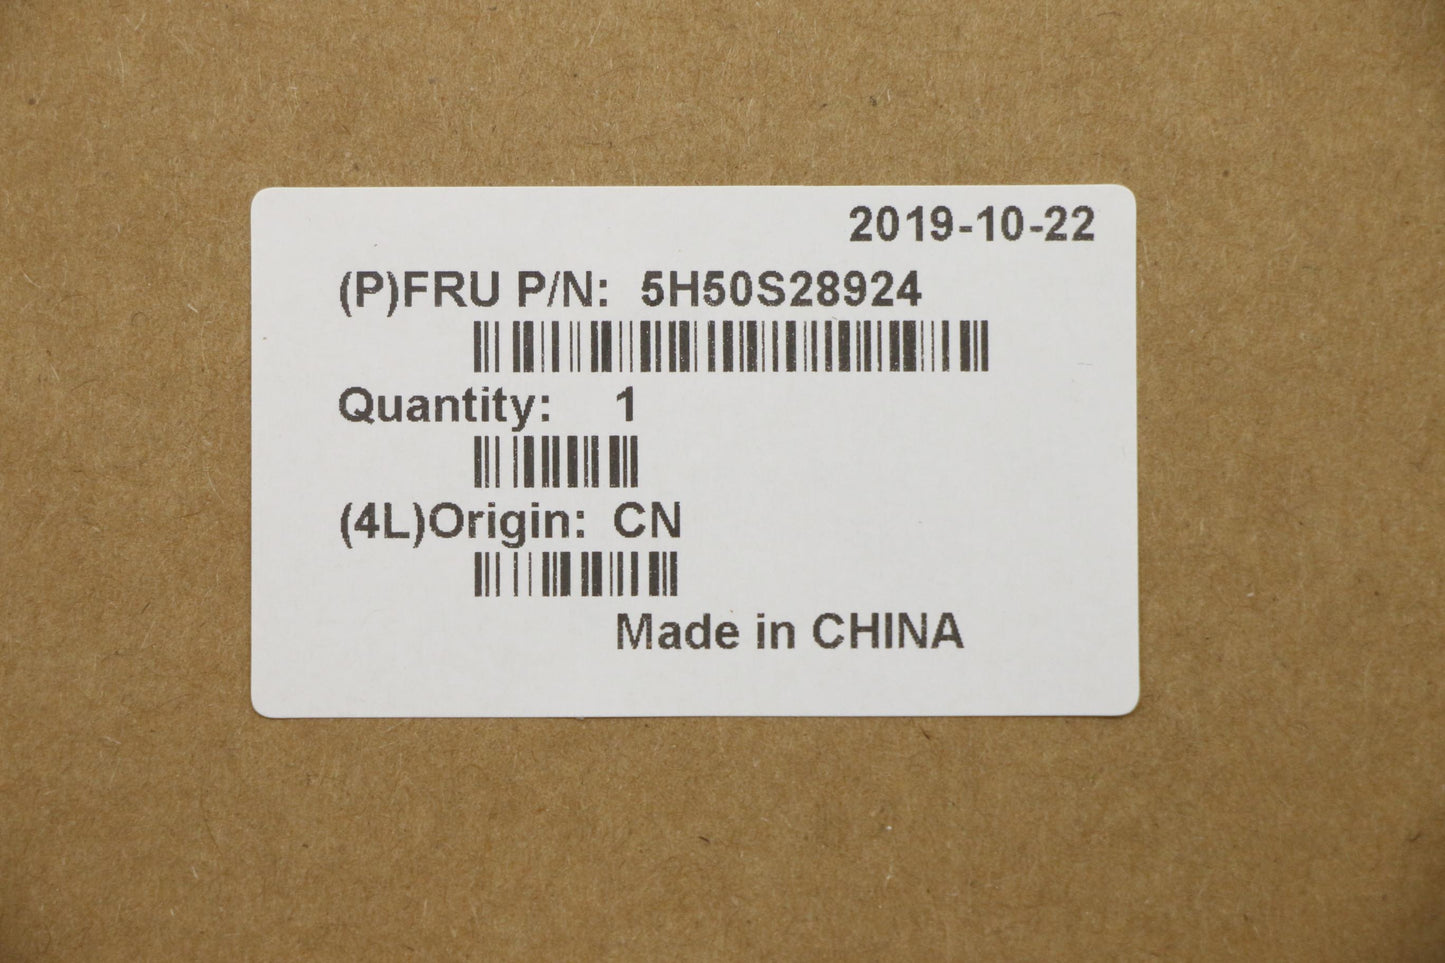 2019-10-22
(P)FRU P/N: 5H50S28924
Quantity: 1
(4L)Origin: CN
Made in CHINA